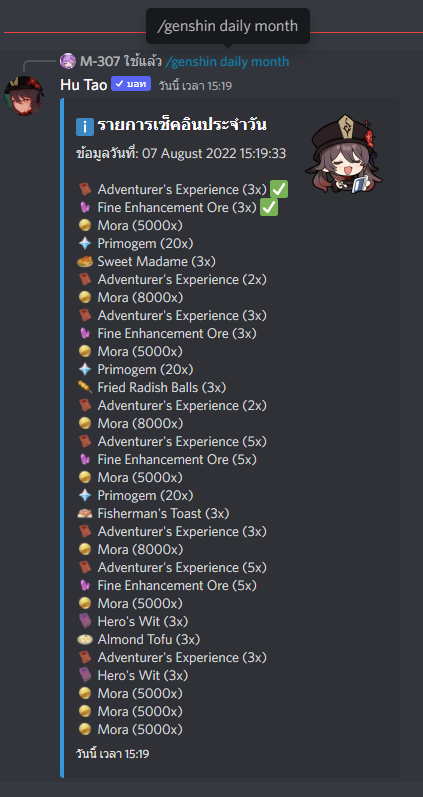 /genshin daily month
M-307 ใช้แล้ว /genshin daily month
Hu Tao ✓ บอท วันนี้ เวลา 15:19
i รายการเช็คอินประจำวัน
ข้อมูลวันที่: 07 August 2022 15:19:33
Adventurer's Experience (3x) ✅
Fine Enhancement Ore (3x) ✅
Mora (5000x)
Primogem (20x)
Sweet Madame (3x)
Adventurer's Experience (2x)
Mora (8000x)
Adventurer's Experience (3x)
Fine Enhancement Ore (3x)
Mora (5000x)
Primogem (20x)
Fried Radish Balls (3x)
Adventurer's Experience (2x)
Mora (8000x)
Adventurer's Experience (5x)
Fine Enhancement Ore (5x)
Mora (5000x)
Primogem (20x)
Fisherman's Toast (3x)
Adventurer's Experience (3x)
Mora (8000x)
Adventurer's Experience (5x)
Fine Enhancement Ore (5x)
Mora (5000x)
Hero's Wit (3x)
Almond Tofu (3x)
Adventurer's Experience (3x)
Hero's Wit (3x)
Mora (5000x)
Mora (5000x)
Mora (5000x)
วันนี้ เวลา 15:19